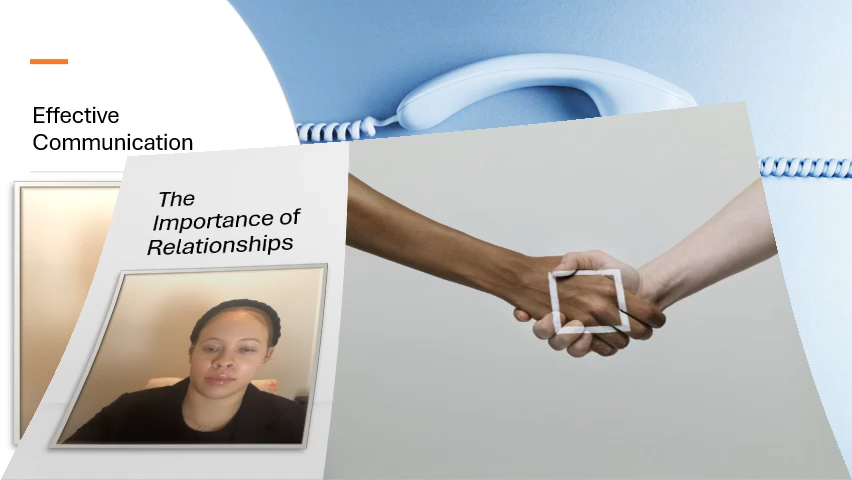 Effective
Communication
The
Importance of
Relationships